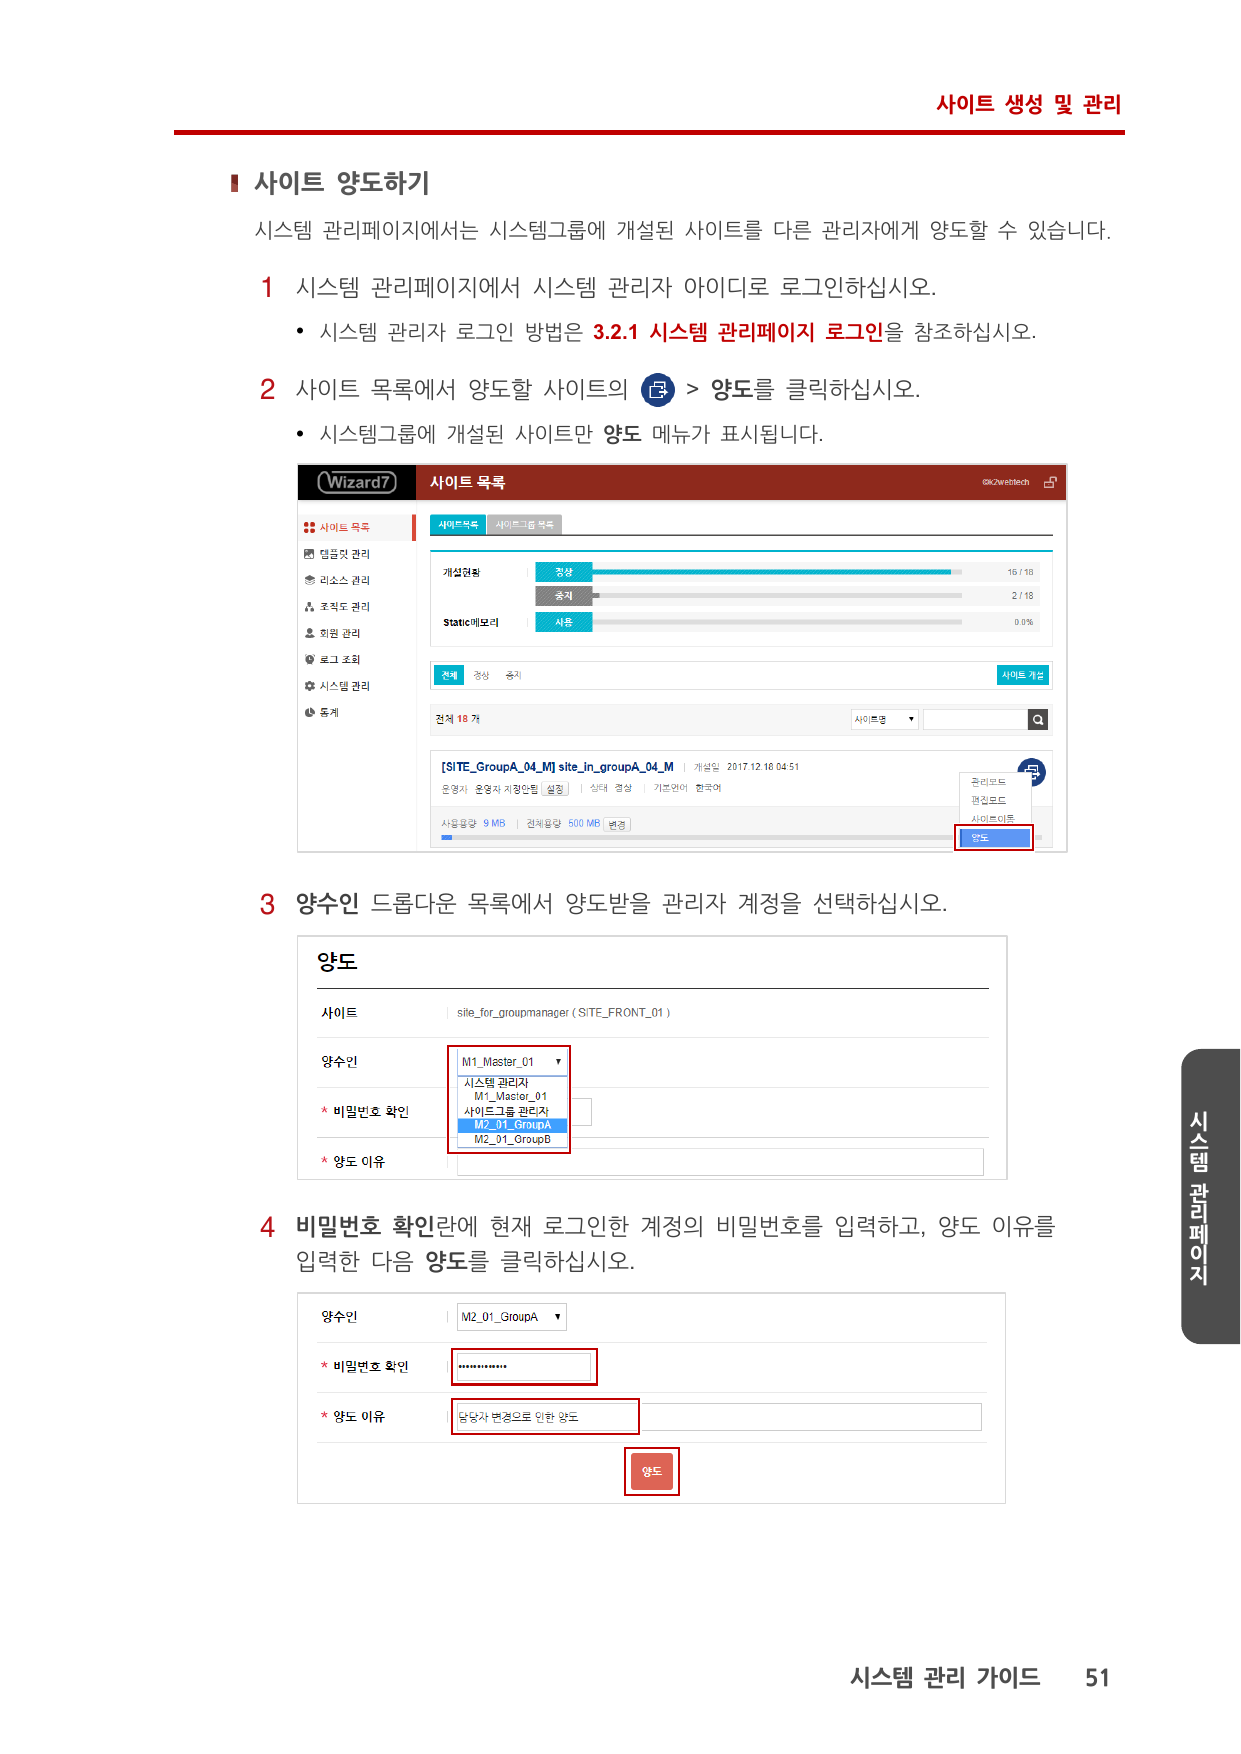 사이트 생성 및 관리
사이트 양도하기
시스템 관리페이지에서는 시스템그룹에 개설된 사이트를 다른 관리자에게 양도할 수 있습니다.
1 시스템 관리페이지에서 시스템 관리자 아이디로 로그인하십시오.
• 시스템 관리자 로그인 방법은 3.2.1 시스템 관리페이지 로그인을 참조하십시오.
2 사이트 목록에서 양도할 사이트의 > 양도를 클릭하십시오.
• 시스템그룹에 개설된 사이트만 양도 메뉴가 표시됩니다.
Wizard7 사이트 목록 ©k2webtech
사이트 목록
템플릿 관리
리소스 관리
조직도 관리
회원 관리
로그 조회
시스템 관리
통계
사이트목록 사이트그룹 목록
개설현황 정상 16 / 18
중지 2 / 18
Static메모리 사용 0.0%
전체 정상 중지 사이트 개설
전체 18 개 사이트명 ▼
[SITE_GroupA_04_M] site_in_groupA_04_M | 개설일 2017.12.18 04:51
운영자 운영자 지정안됨 설정 | 상태 정상 | 기본언어 한국어
사용용량 9 MB | 전체용량 500 MB 변경
관리모드
편집모드
사이트이동
양도
3 양수인 드롭다운 목록에서 양도받을 관리자 계정을 선택하십시오.
양도
사이트 site_for_groupmanager ( SITE_FRONT_01 )
양수인 M1_Master_01 ▼
시스템 관리자
M1_Master_01
사이트그룹 관리자
M2_01_GroupA
M2_01_GroupB
* 비밀번호 확인
* 양도 이유
4 비밀번호 확인란에 현재 로그인한 계정의 비밀번호를 입력하고, 양도 이유를
입력한 다음 양도를 클릭하십시오.
양수인 M2_01_GroupA ▼
* 비밀번호 확인 •••••••••••••
* 양도 이유 담당자 변경으로 인한 양도
양도
시스템 관리페이지
시스템 관리 가이드 51